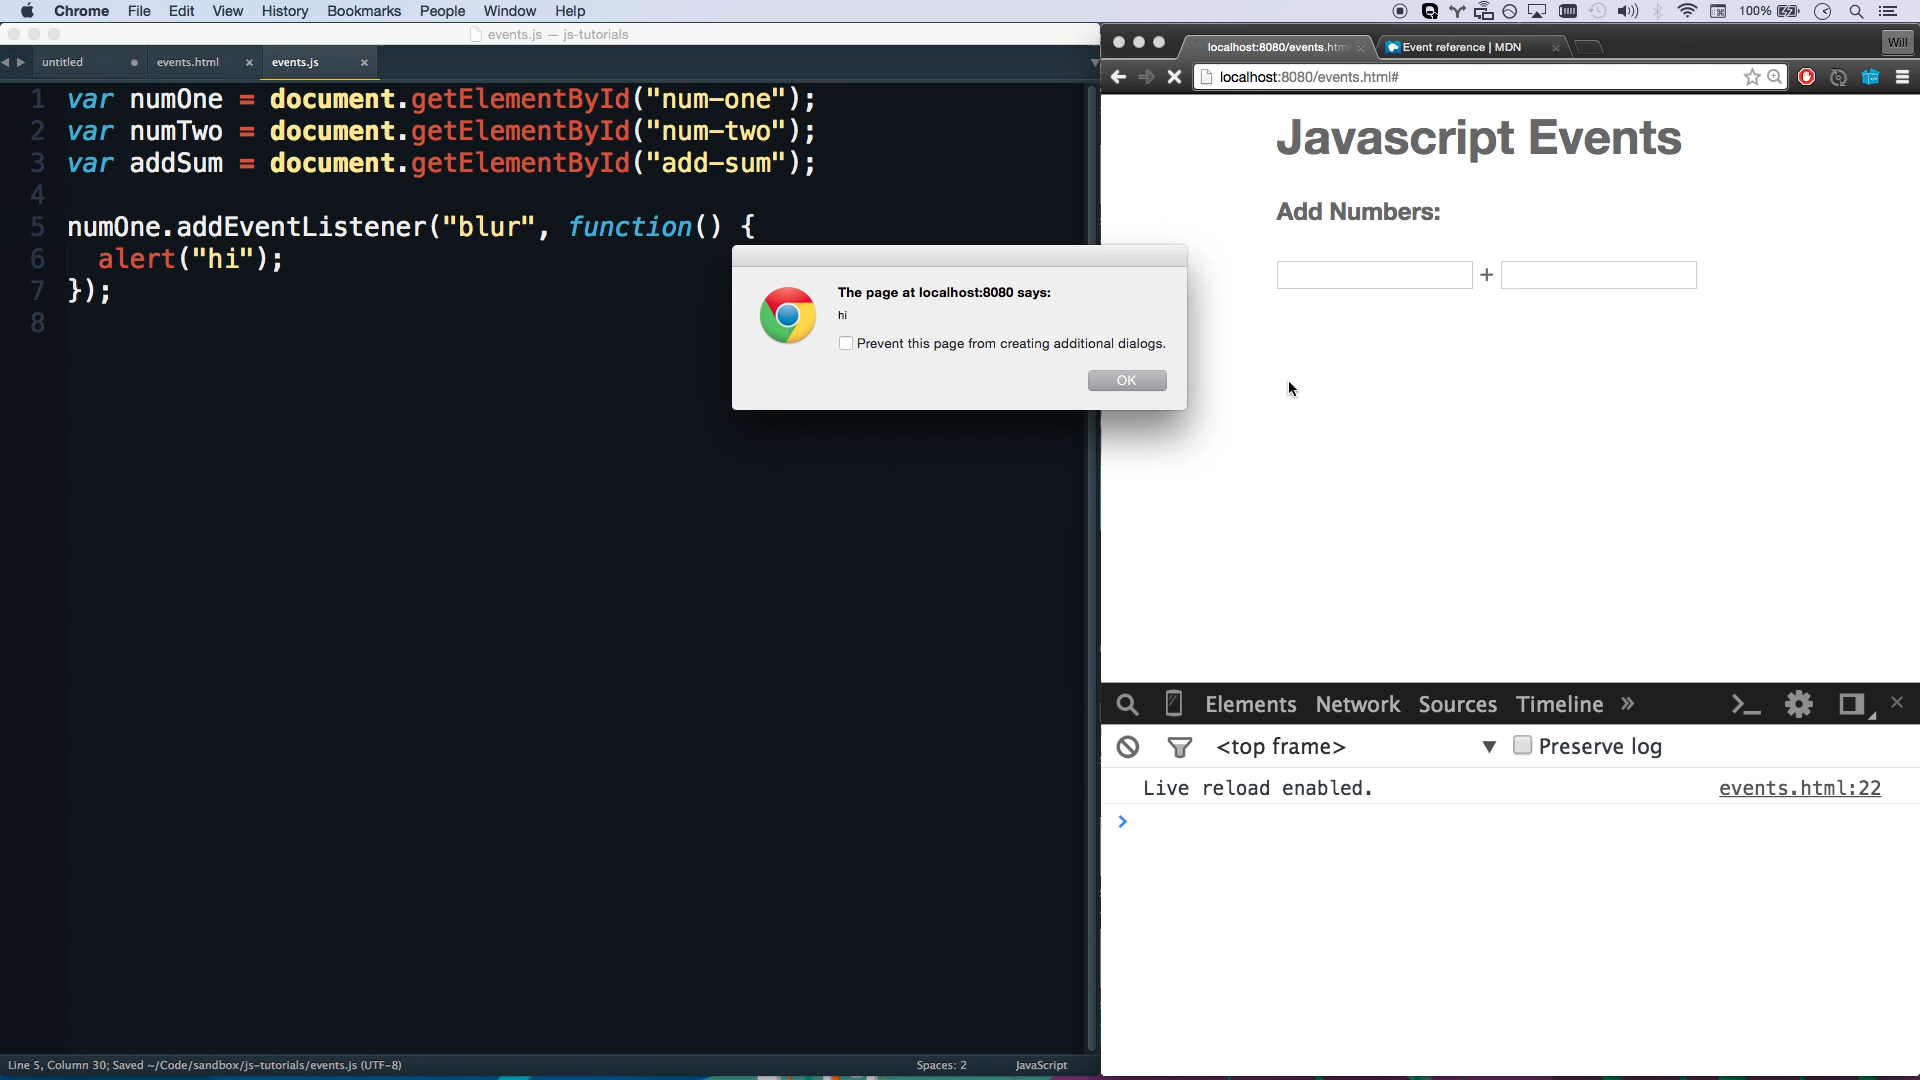 Chrome File Edit View History Bookmarks People Window Help
100%
events.js — js-tutorials
untitled events.html events.js
1 var numOne = document.getElementById("num-one");
2 var numTwo = document.getElementById("num-two");
3 var addSum = document.getElementById("add-sum");
4
5 numOne.addEventListener("blur", function() {
6 alert("hi");
7 });
8
Line 5, Column 30; Saved ~/Code/sandbox/js-tutorials/events.js (UTF-8) Spaces: 2 JavaScript
The page at localhost:8080 says:
hi
Prevent this page from creating additional dialogs.
OK
localhost:8080/events.html Event reference | MDN Will
localhost:8080/events.html#
Javascript Events
Add Numbers:
+
Elements Network Sources Timeline »
<top frame> ▼ Preserve log
Live reload enabled. events.html:22
>